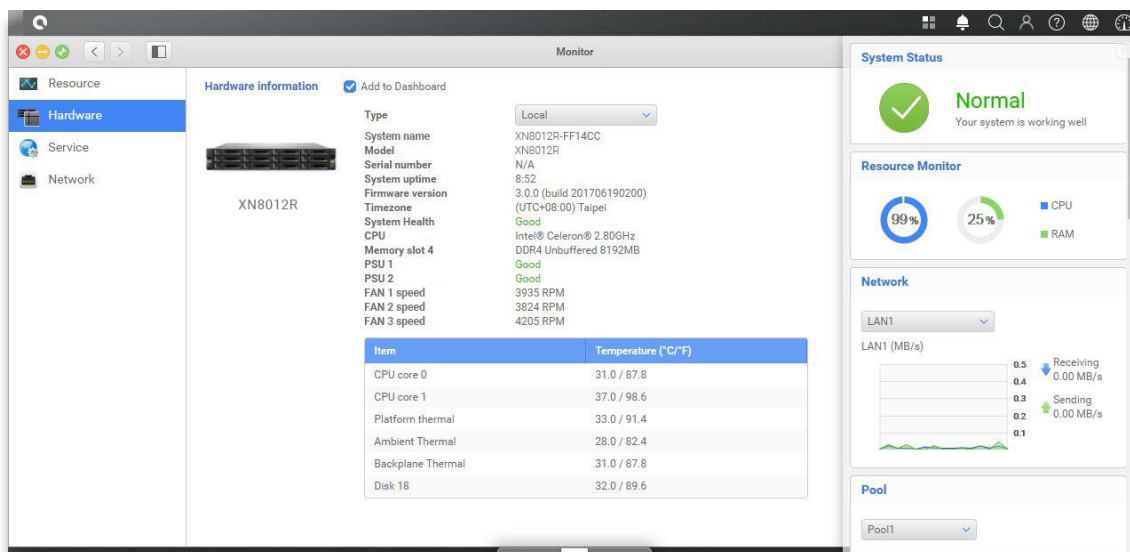 Monitor
Resource
Hardware
Service
Network
Hardware information
Add to Dashboard
XN8012R
Type Local
System name XN8012R-FF14CC
Model XN8012R
Serial number N/A
System uptime 8:52
Firmware version 3.0.0 (build 201706190200)
Timezone (UTC+08:00) Taipei
System Health Good
CPU Intel® Celeron® 2.80GHz
Memory slot 4 DDR4 Unbuffered 8192MB
PSU 1 Good
PSU 2 Good
FAN 1 speed 3935 RPM
FAN 2 speed 3824 RPM
FAN 3 speed 4205 RPM
Item Temperature (°C/°F)
CPU core 0 31.0 / 87.8
CPU core 1 37.0 / 98.6
Platform thermal 33.0 / 91.4
Ambient Thermal 28.0 / 82.4
Backplane Thermal 31.0 / 87.8
Disk 18 32.0 / 89.6
System Status
Normal
Your system is working well
Resource Monitor
99%
25%
CPU
RAM
Network
LAN1
LAN1 (MB/s)
0.5
0.4
0.3
0.2
0.1
Receiving
0.00 MB/s
Sending
0.00 MB/s
Pool
Pool1